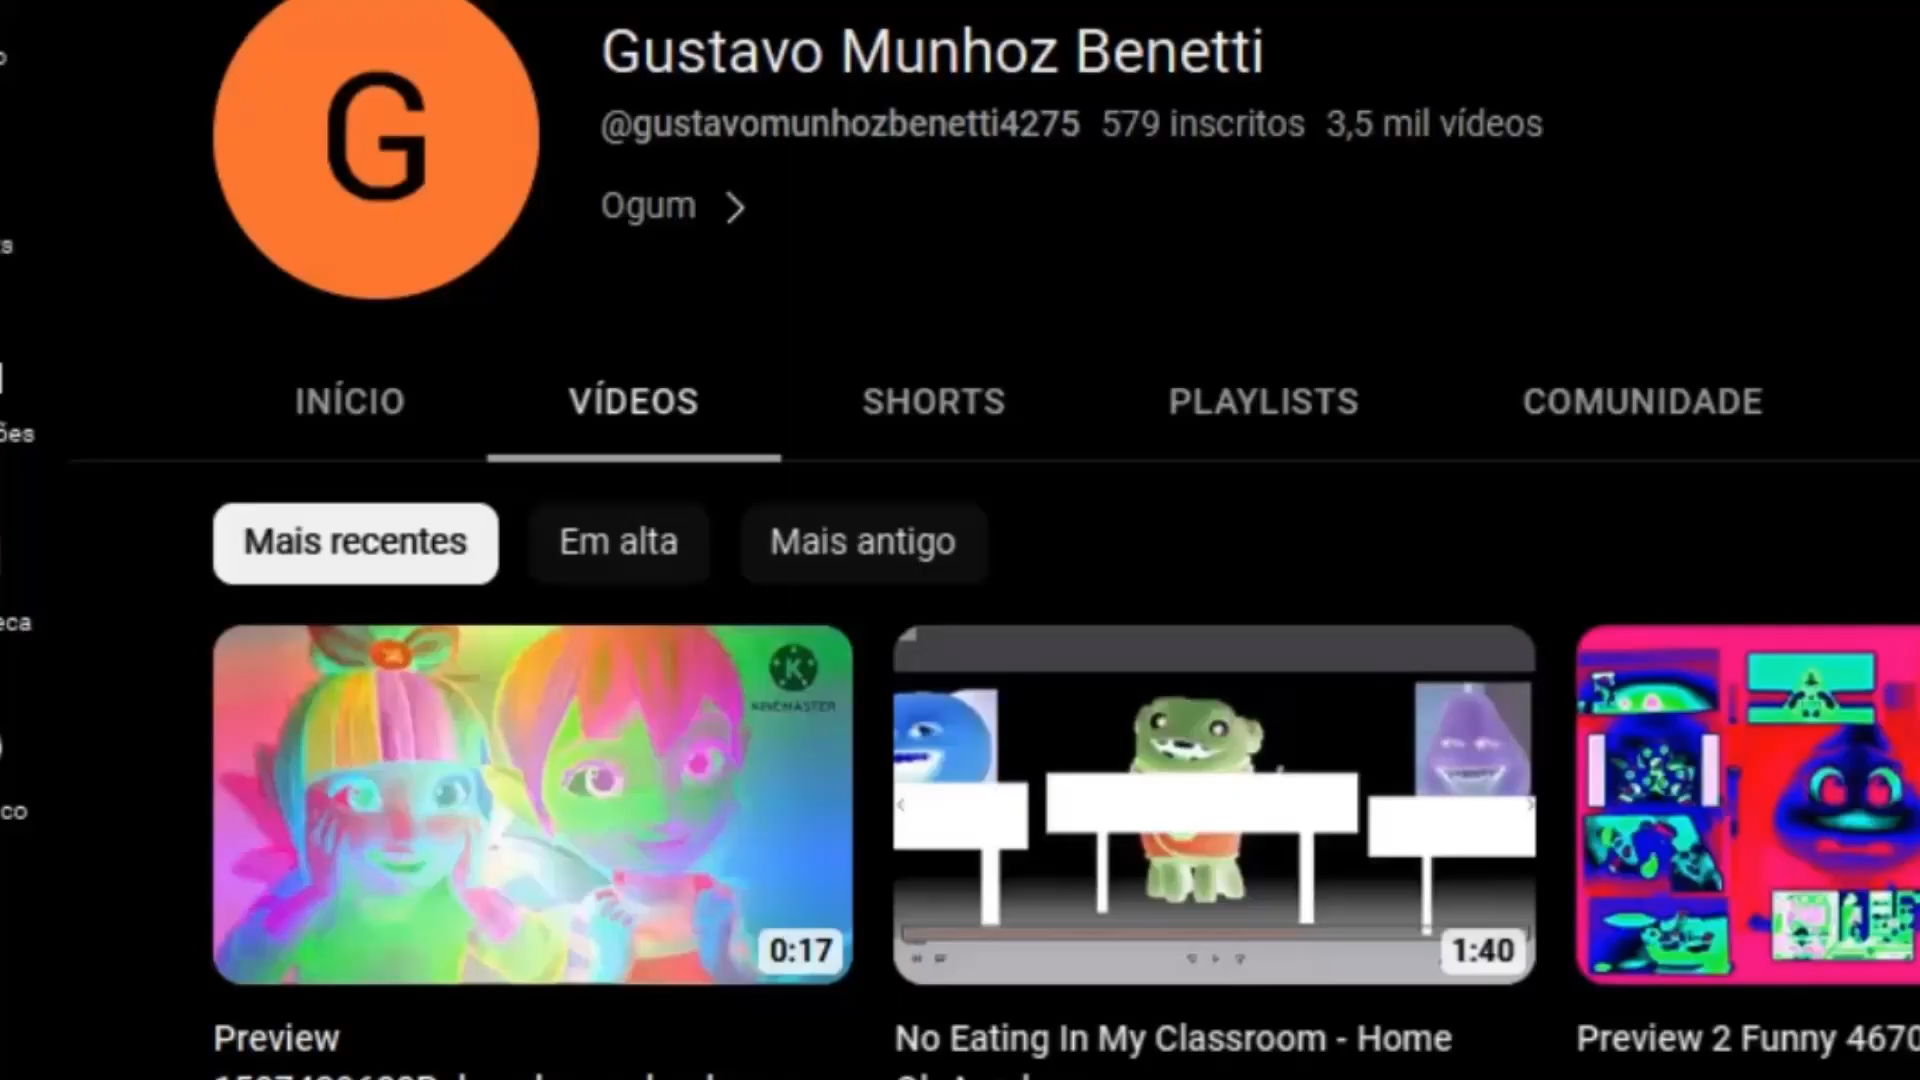 G
Gustavo Munhoz Benetti
@gustavomunhozbenetti4275 579 inscritos 3,5 mil vídeos
Ogum
INÍCIO VÍDEOS SHORTS PLAYLISTS COMUNIDADE
Mais recentes Em alta Mais antigo
K
KINEMASTER
0:17
1:40
Preview
No Eating In My Classroom - Home
Preview 2 Funny 4670